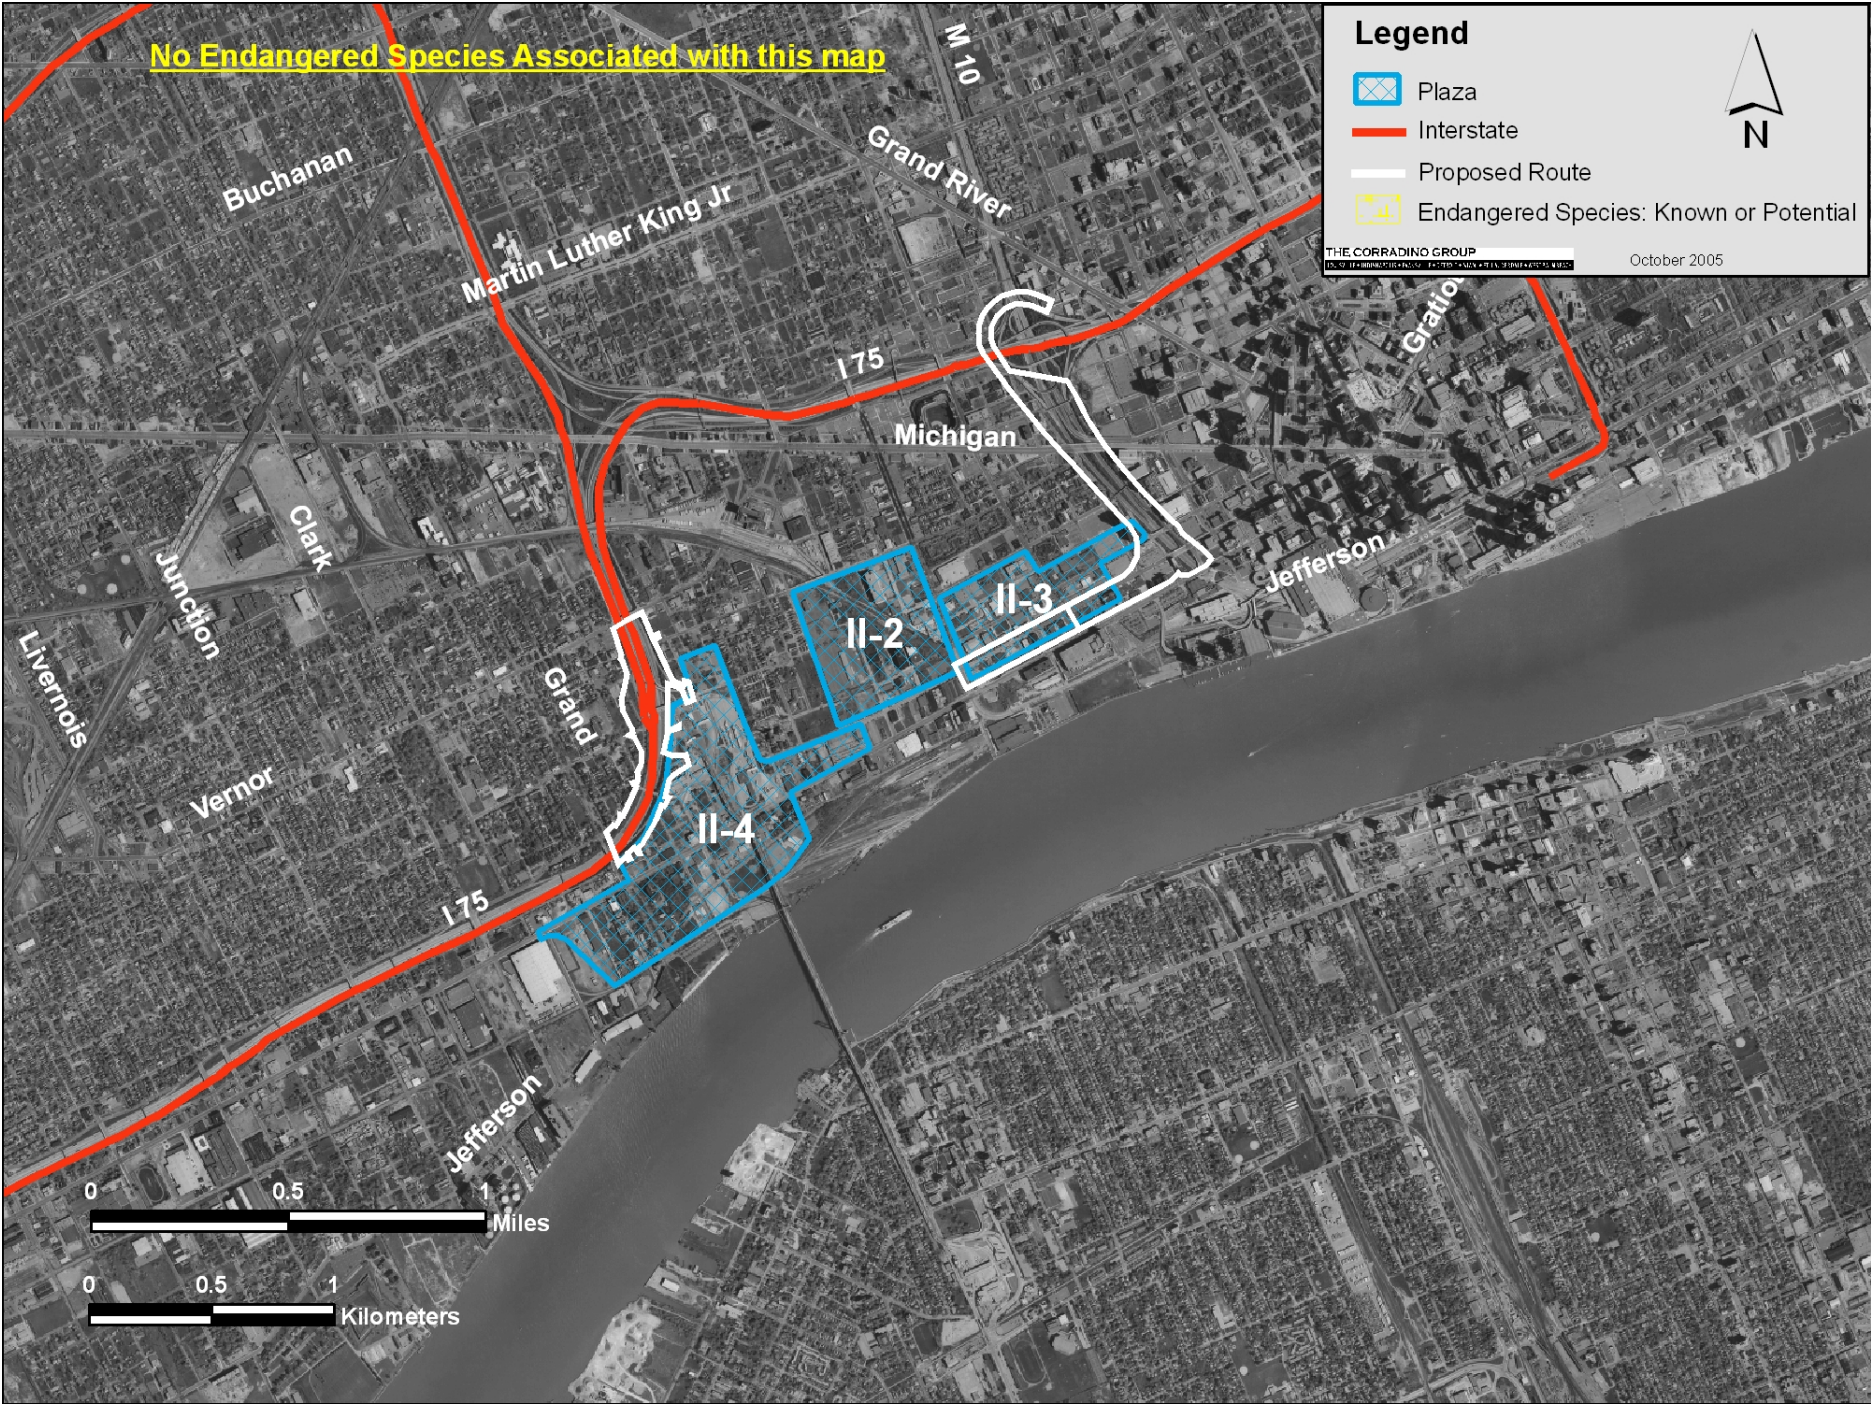 No Endangered Species Associated with this map
Legend
Plaza
Interstate
Proposed Route
Endangered Species: Known or Potential
N
THE CORRADINO GROUP
October 2005
M 10
Grand River
Buchanan
Martin Luther King Jr
Gratiot
I 75
Michigan
Clark
Junction
Jefferson
II-3
II-2
Livernois
Grand
Vernor
II-4
I 75
Jefferson
0 0.5 1
Miles
0 0.5 1
Kilometers